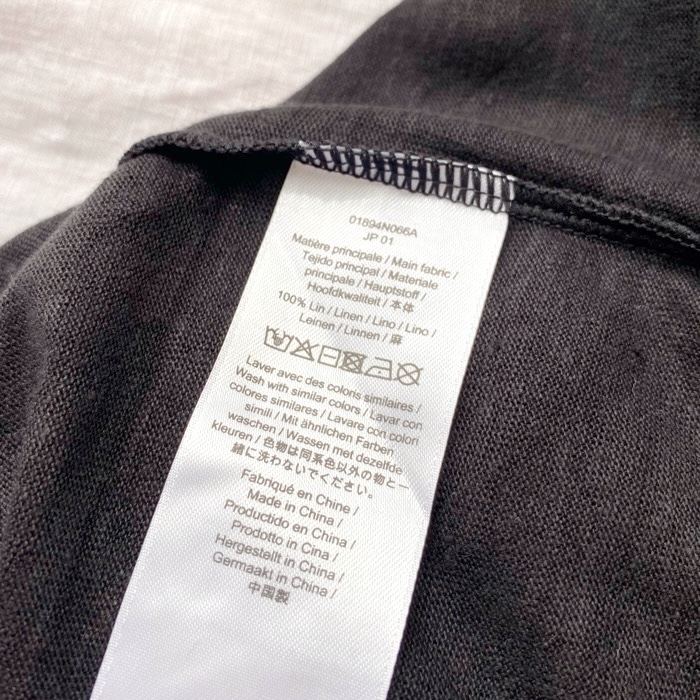 01894N066A
JP 01
Matière principale / Main fabric /
Tejido principal / Materiale
principale / Hauptstoff /
Hoofdkwaliteit / 本体
100% Lin / Linen / Lino / Lino /
Leinen / Linnen / 麻
Laver avec des colons similaires /
Wash with similar colors / Lavar con
colores similares / Lavare con colori
simili / Mit ähnlichen Farben
waschen / Wassen met dezelfde
kleuren / 色物は同系色以外の物と一
緒に洗わないでください。
Fabriqué en Chine /
Made in China /
Productido en China /
Prodotto in Cina /
Hergestellt in China /
Germaakt in China /
中国製